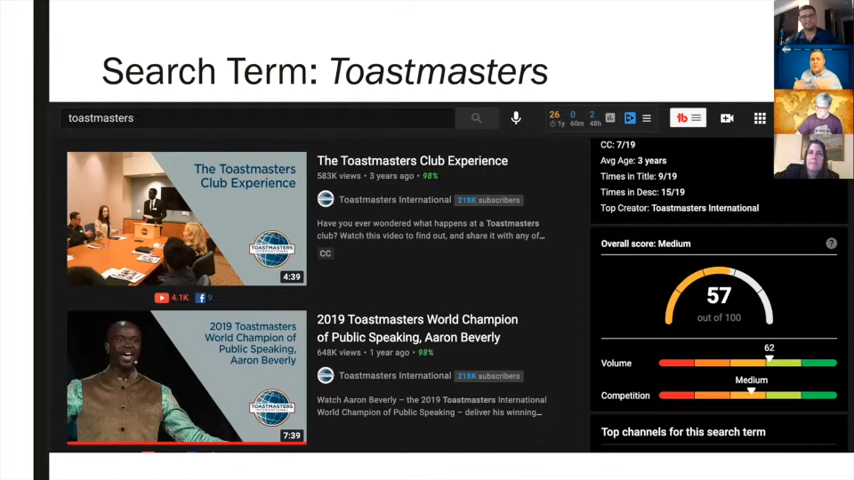 Search Term: Toastmasters
toastmasters
26
0
2
1y
60m
48h
The Toastmasters
Club Experience
TOASTMASTERS
INTERNATIONAL
4:39
4.1K
9
The Toastmasters Club Experience
583K views • 3 years ago • 98%
Toastmasters International 218K subscribers
Have you ever wondered what happens at a Toastmasters
club? Watch this video to find out, and share it with any of...
CC
2019 Toastmasters
World Champion
of Public Speaking,
Aaron Beverly
TOASTMASTERS
INTERNATIONAL
7:39
2019 Toastmasters World Champion
of Public Speaking, Aaron Beverly
648K views • 1 year ago • 98%
Toastmasters International 218K subscribers
Watch Aaron Beverly – the 2019 Toastmasters International
World Champion of Public Speaking – deliver his winning...
CC: 7/19
Avg Age: 3 years
Times in Title: 9/19
Times in Desc: 15/19
Top Creator: Toastmasters International
Overall score: Medium
?
57
out of 100
62
Volume
Medium
Competition
Top channels for this search term